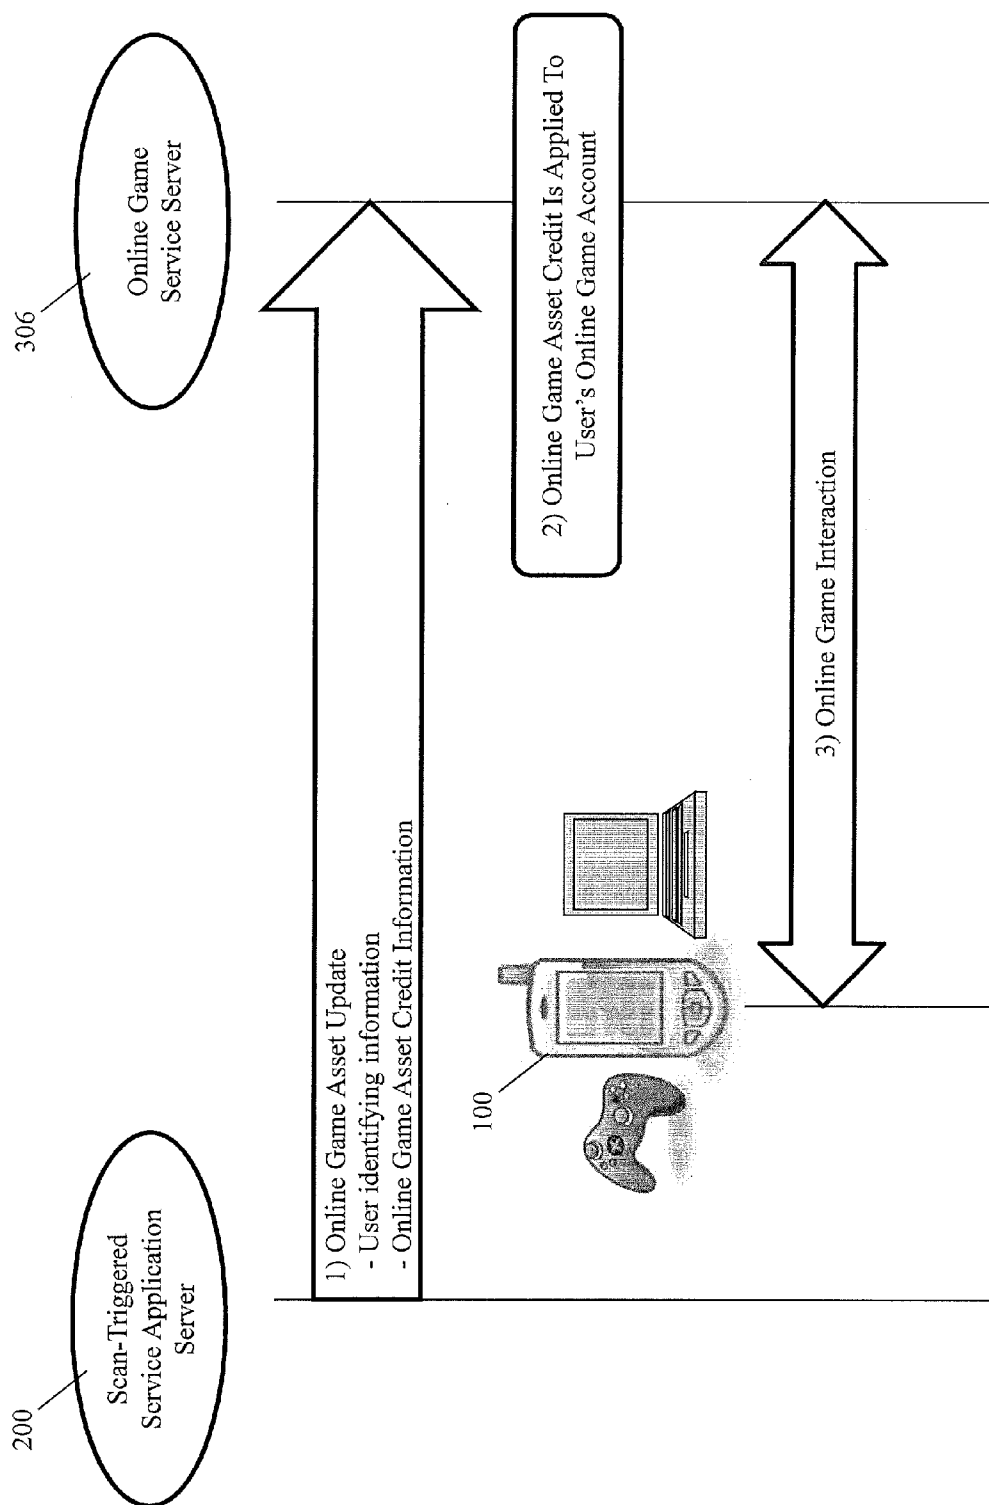 200
Scan-Triggered
Service Application
Server
306
Online Game
Service Server
1) Online Game Asset Update
- User identifying information
- Online Game Asset Credit Information
2) Online Game Asset Credit Is Applied To
User's Online Game Account
100
3) Online Game Interaction